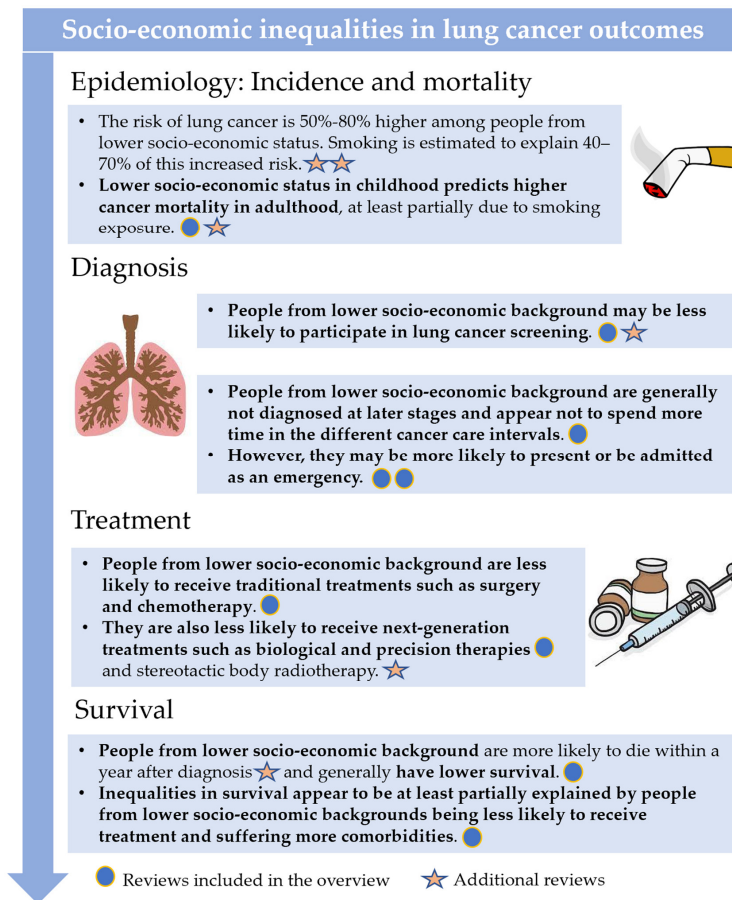 Socio-economic inequalities in lung cancer outcomes
Epidemiology: Incidence and mortality
• The risk of lung cancer is 50%-80% higher among people from
lower socio-economic status. Smoking is estimated to explain 40–
70% of this increased risk.
• Lower socio-economic status in childhood predicts higher
cancer mortality in adulthood, at least partially due to smoking
exposure.
Diagnosis
• People from lower socio-economic background may be less
likely to participate in lung cancer screening.
• People from lower socio-economic background are generally
not diagnosed at later stages and appear not to spend more
time in the different cancer care intervals.
• However, they may be more likely to present or be admitted
as an emergency.
Treatment
• People from lower socio-economic background are less
likely to receive traditional treatments such as surgery
and chemotherapy.
• They are also less likely to receive next-generation
treatments such as biological and precision therapies
and stereotactic body radiotherapy.
Survival
• People from lower socio-economic background are more likely to die within a
year after diagnosis and generally have lower survival.
• Inequalities in survival appear to be at least partially explained by people
from lower socio-economic backgrounds being less likely to receive
treatment and suffering more comorbidities.
Reviews included in the overview Additional reviews